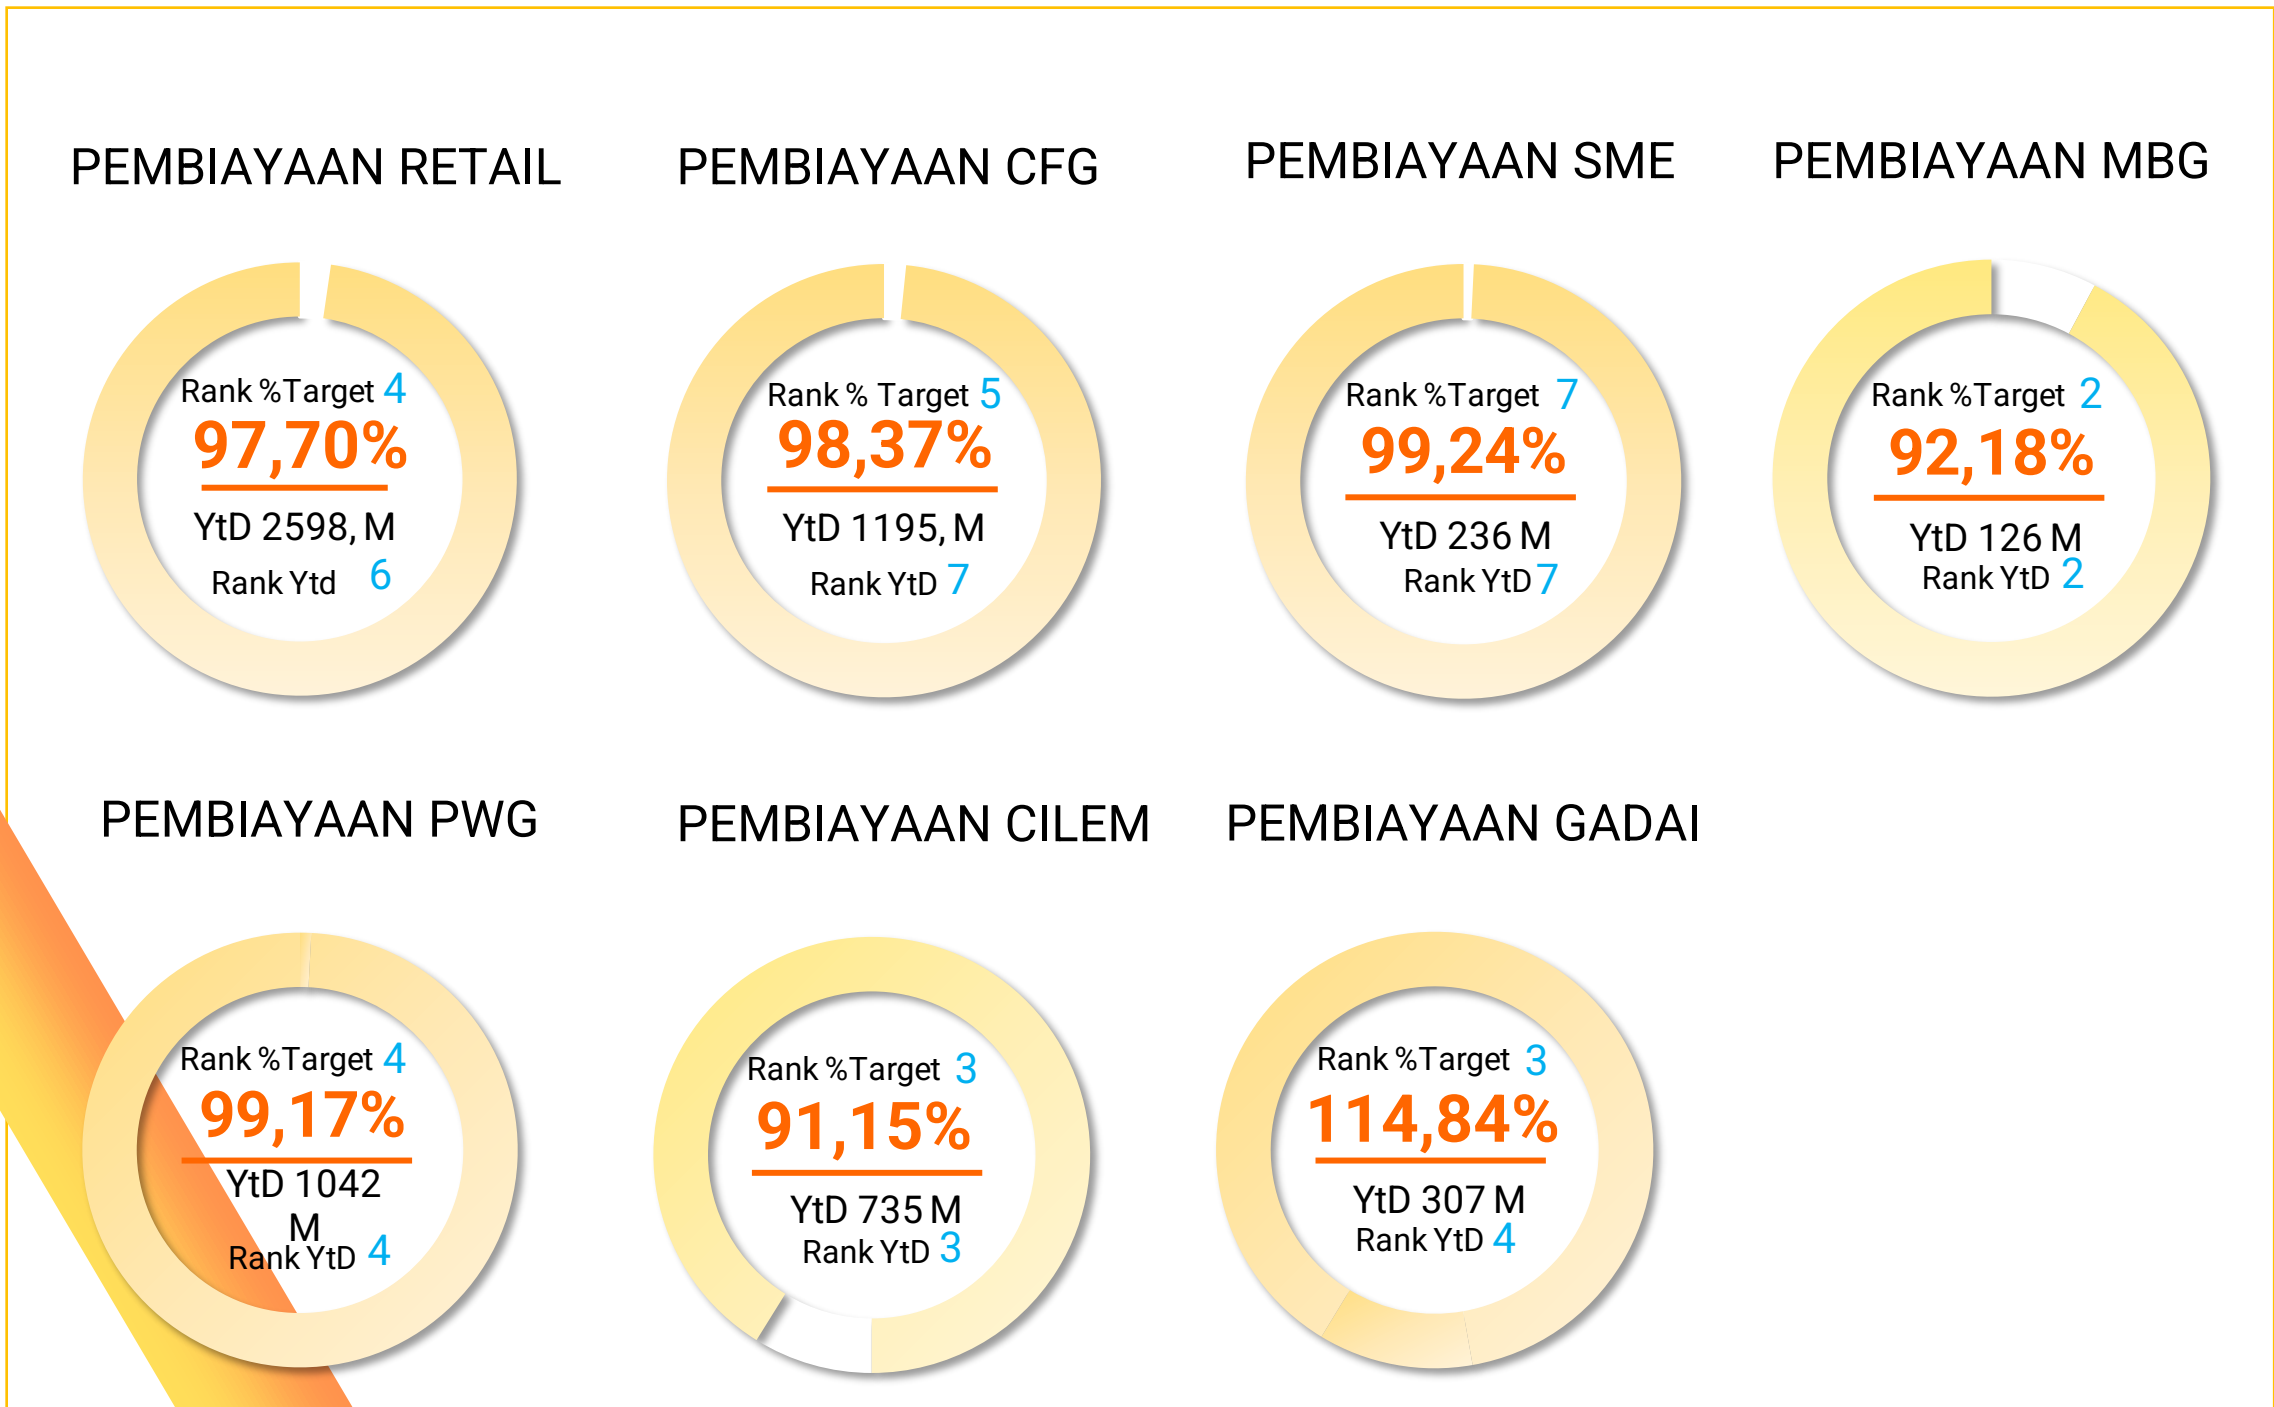 PEMBIAYAAN RETAIL
Rank %Target 4
97,70%
YtD 2598, M
Rank Ytd 6
PEMBIAYAAN CFG
Rank % Target 5
98,37%
YtD 1195, M
Rank YtD 7
PEMBIAYAAN SME
Rank %Target 7
99,24%
YtD 236 M
Rank YtD 7
PEMBIAYAAN MBG
Rank %Target 2
92,18%
YtD 126 M
Rank YtD 2
PEMBIAYAAN PWG
Rank %Target 4
99,17%
YtD 1042
M
Rank YtD 4
PEMBIAYAAN CILEM
Rank %Target 3
91,15%
YtD 735 M
Rank YtD 3
PEMBIAYAAN GADAI
Rank %Target 3
114,84%
YtD 307 M
Rank YtD 4